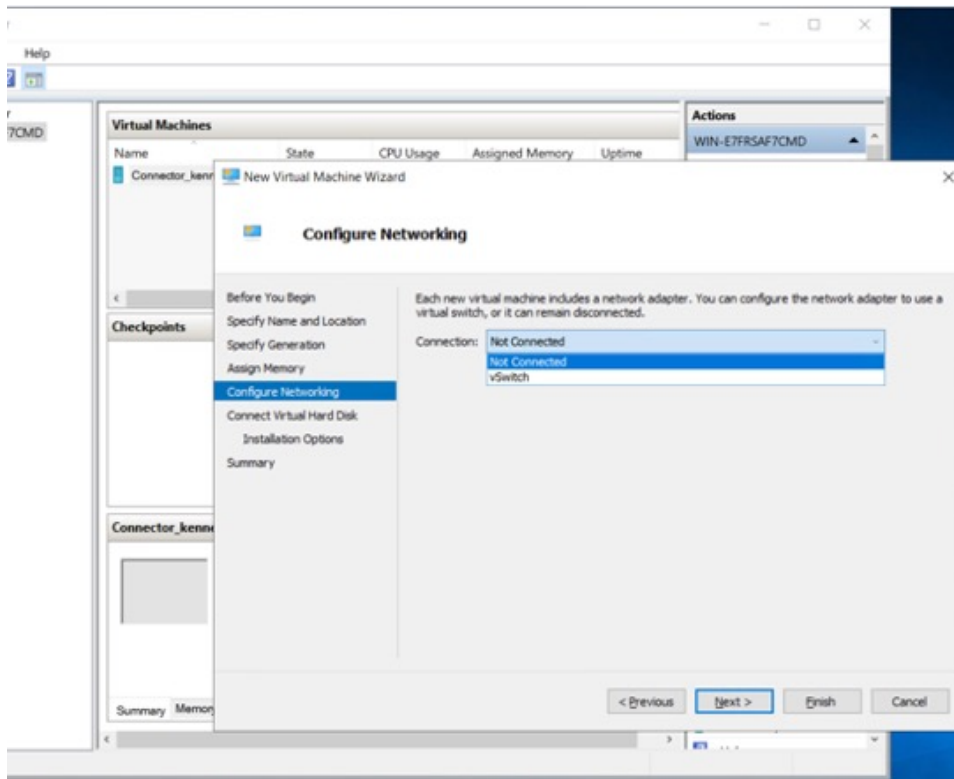 Help
7CMD
Virtual Machines
Name State CPU Usage Assigned Memory Uptime
Connector_kenn
Actions
WIN-E7FRSAF7CMD
New Virtual Machine Wizard
Configure Networking
Before You Begin
Specify Name and Location
Specify Generation
Assign Memory
Configure Networking
Connect Virtual Hard Disk
Installation Options
Summary
Each new virtual machine includes a network adapter. You can configure the network adapter to use a
virtual switch, or it can remain disconnected.
Connection: Not Connected
Not Connected
vSwitch
Checkpoints
Connector_kenne
Summary Memor
< Previous Next > Finish Cancel